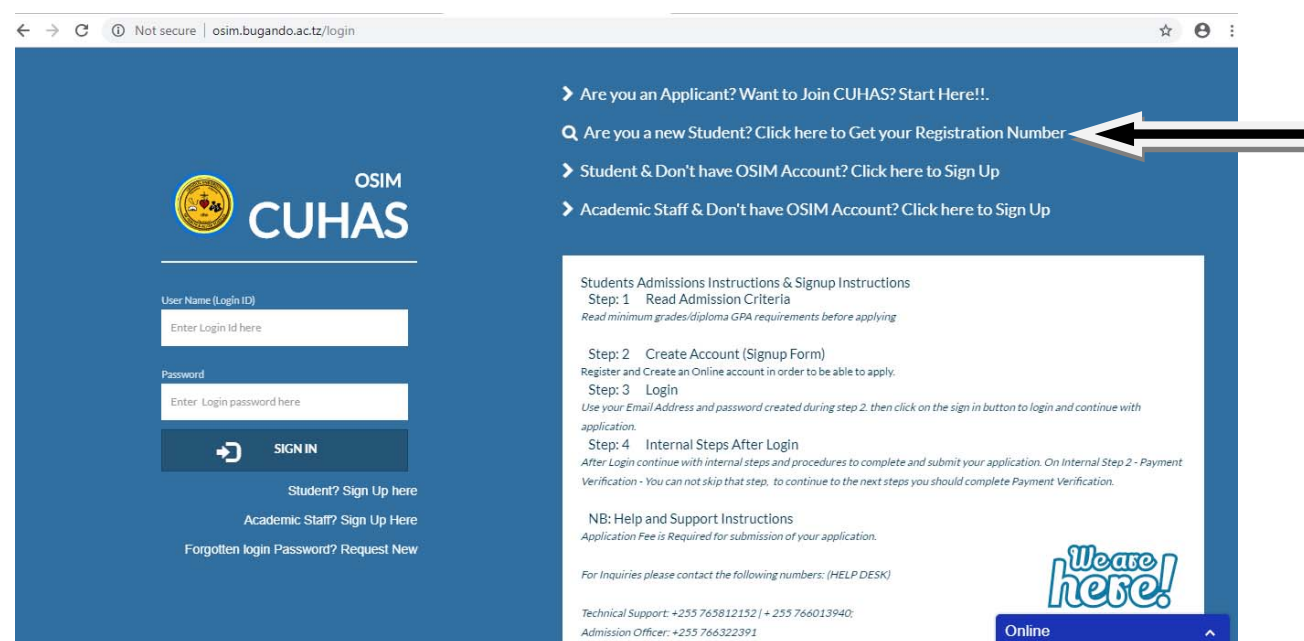 Not secure | osim.bugando.ac.tz/login
Are you an Applicant? Want to Join CUHAS? Start Here!!.
Are you a new Student? Click here to Get your Registration Number
Student & Don't have OSIM Account? Click here to Sign Up
Academic Staff & Don't have OSIM Account? Click here to Sign Up
OSIM
CUHAS
User Name (Login ID)
Enter Login Id here
Password
Enter Login password here
SIGN IN
Student? Sign Up here
Academic Staff? Sign Up Here
Forgotten login Password? Request New
Students Admissions Instructions & Signup Instructions
Step: 1 Read Admission Criteria
Read minimum grades/diploma GPA requirements before applying
Step: 2 Create Account (Signup Form)
Register and Create an Online account in order to be able to apply.
Step: 3 Login
Use your Email Address and password created during step 2. then click on the sign in button to login and continue with
application.
Step: 4 Internal Steps After Login
After Login continue with internal steps and procedures to complete and submit your application. On Internal Step 2 - Payment
Verification - You can not skip that step, to continue to the next steps you should complete Payment Verification.
NB: Help and Support Instructions
Application Fee is Required for submission of your application.
For Inquiries please contact the following numbers: (HELP DESK)
Technical Support: +255 765812152 | + 255 766013940;
Admission Officer: +255 766322391
We are
here!
Online